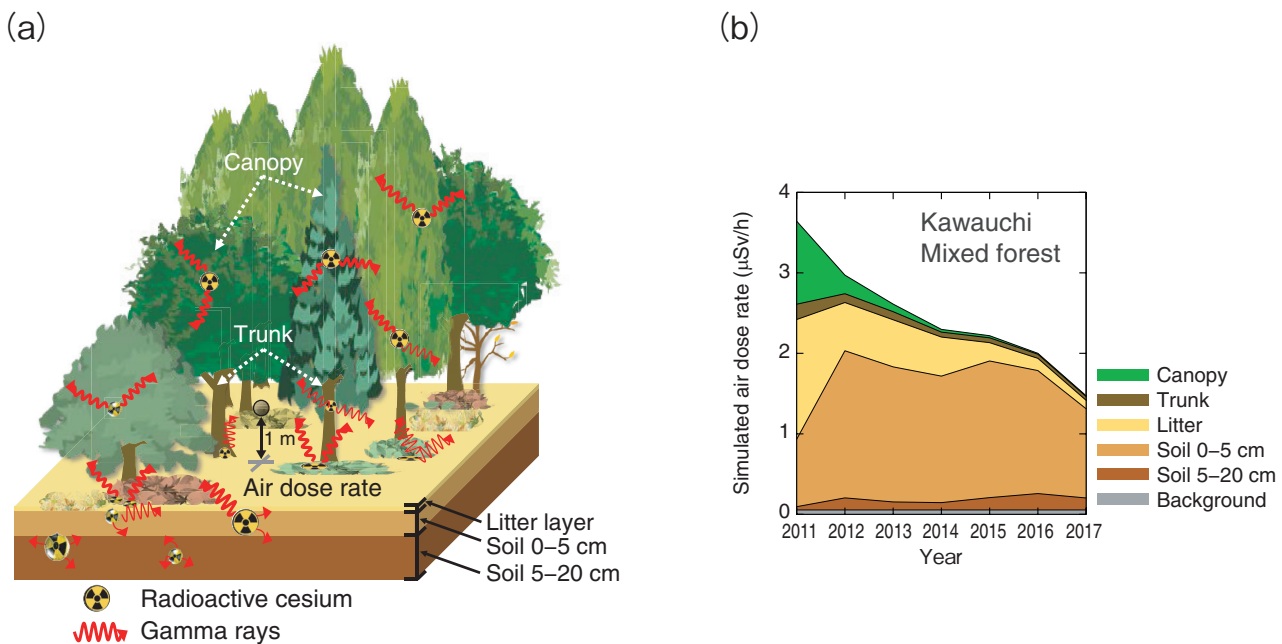 (a)
Canopy
Trunk
1 m
Air dose rate
Litter layer
Soil 0–5 cm
Soil 5–20 cm
Radioactive cesium
Gamma rays
(b)
Simulated air dose rate (μSv/h)
4
3
2
1
0
Kawauchi
Mixed forest
2011 2012 2013 2014 2015 2016 2017
Year
Canopy
Trunk
Litter
Soil 0–5 cm
Soil 5–20 cm
Background